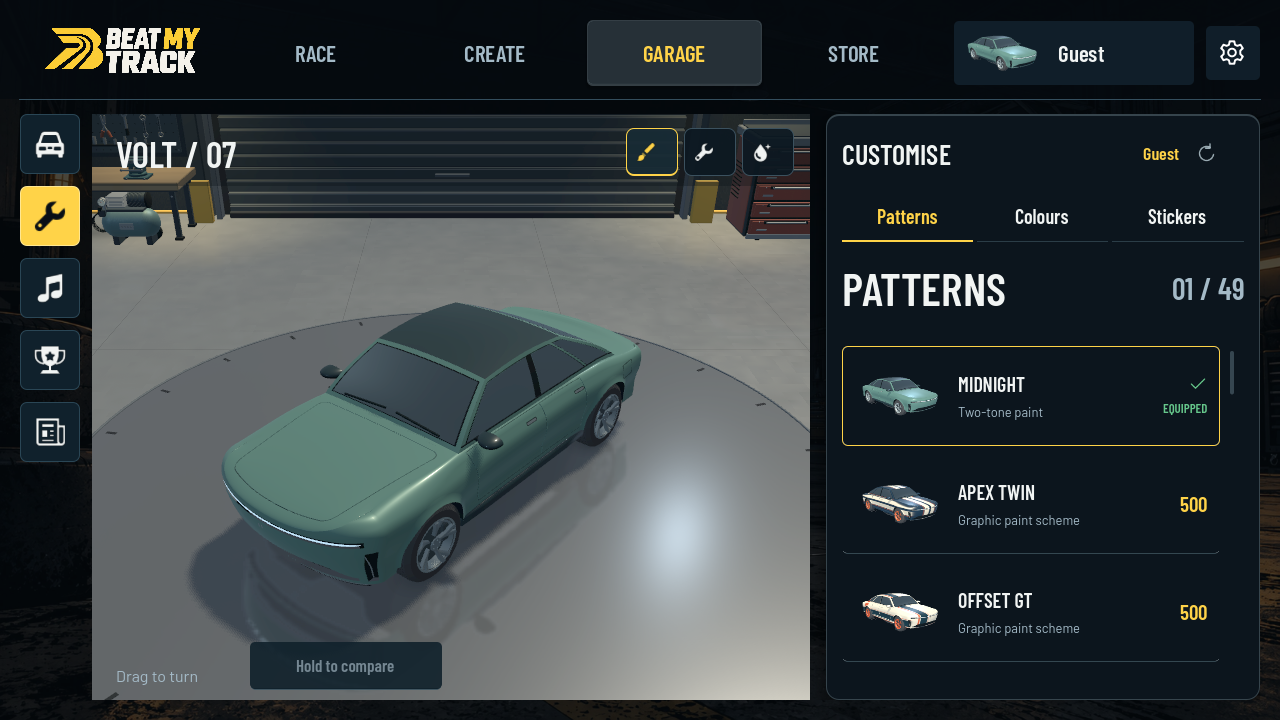 BEAT MY
TRACK
RACE
CREATE
GARAGE
STORE
Guest
VOLT / 07
Hold to compare
Drag to turn
CUSTOMISE
Guest
Patterns
Colours
Stickers
PATTERNS
01 / 49
MIDNIGHT
Two-tone paint
EQUIPPED
APEX TWIN
Graphic paint scheme
500
OFFSET GT
Graphic paint scheme
500